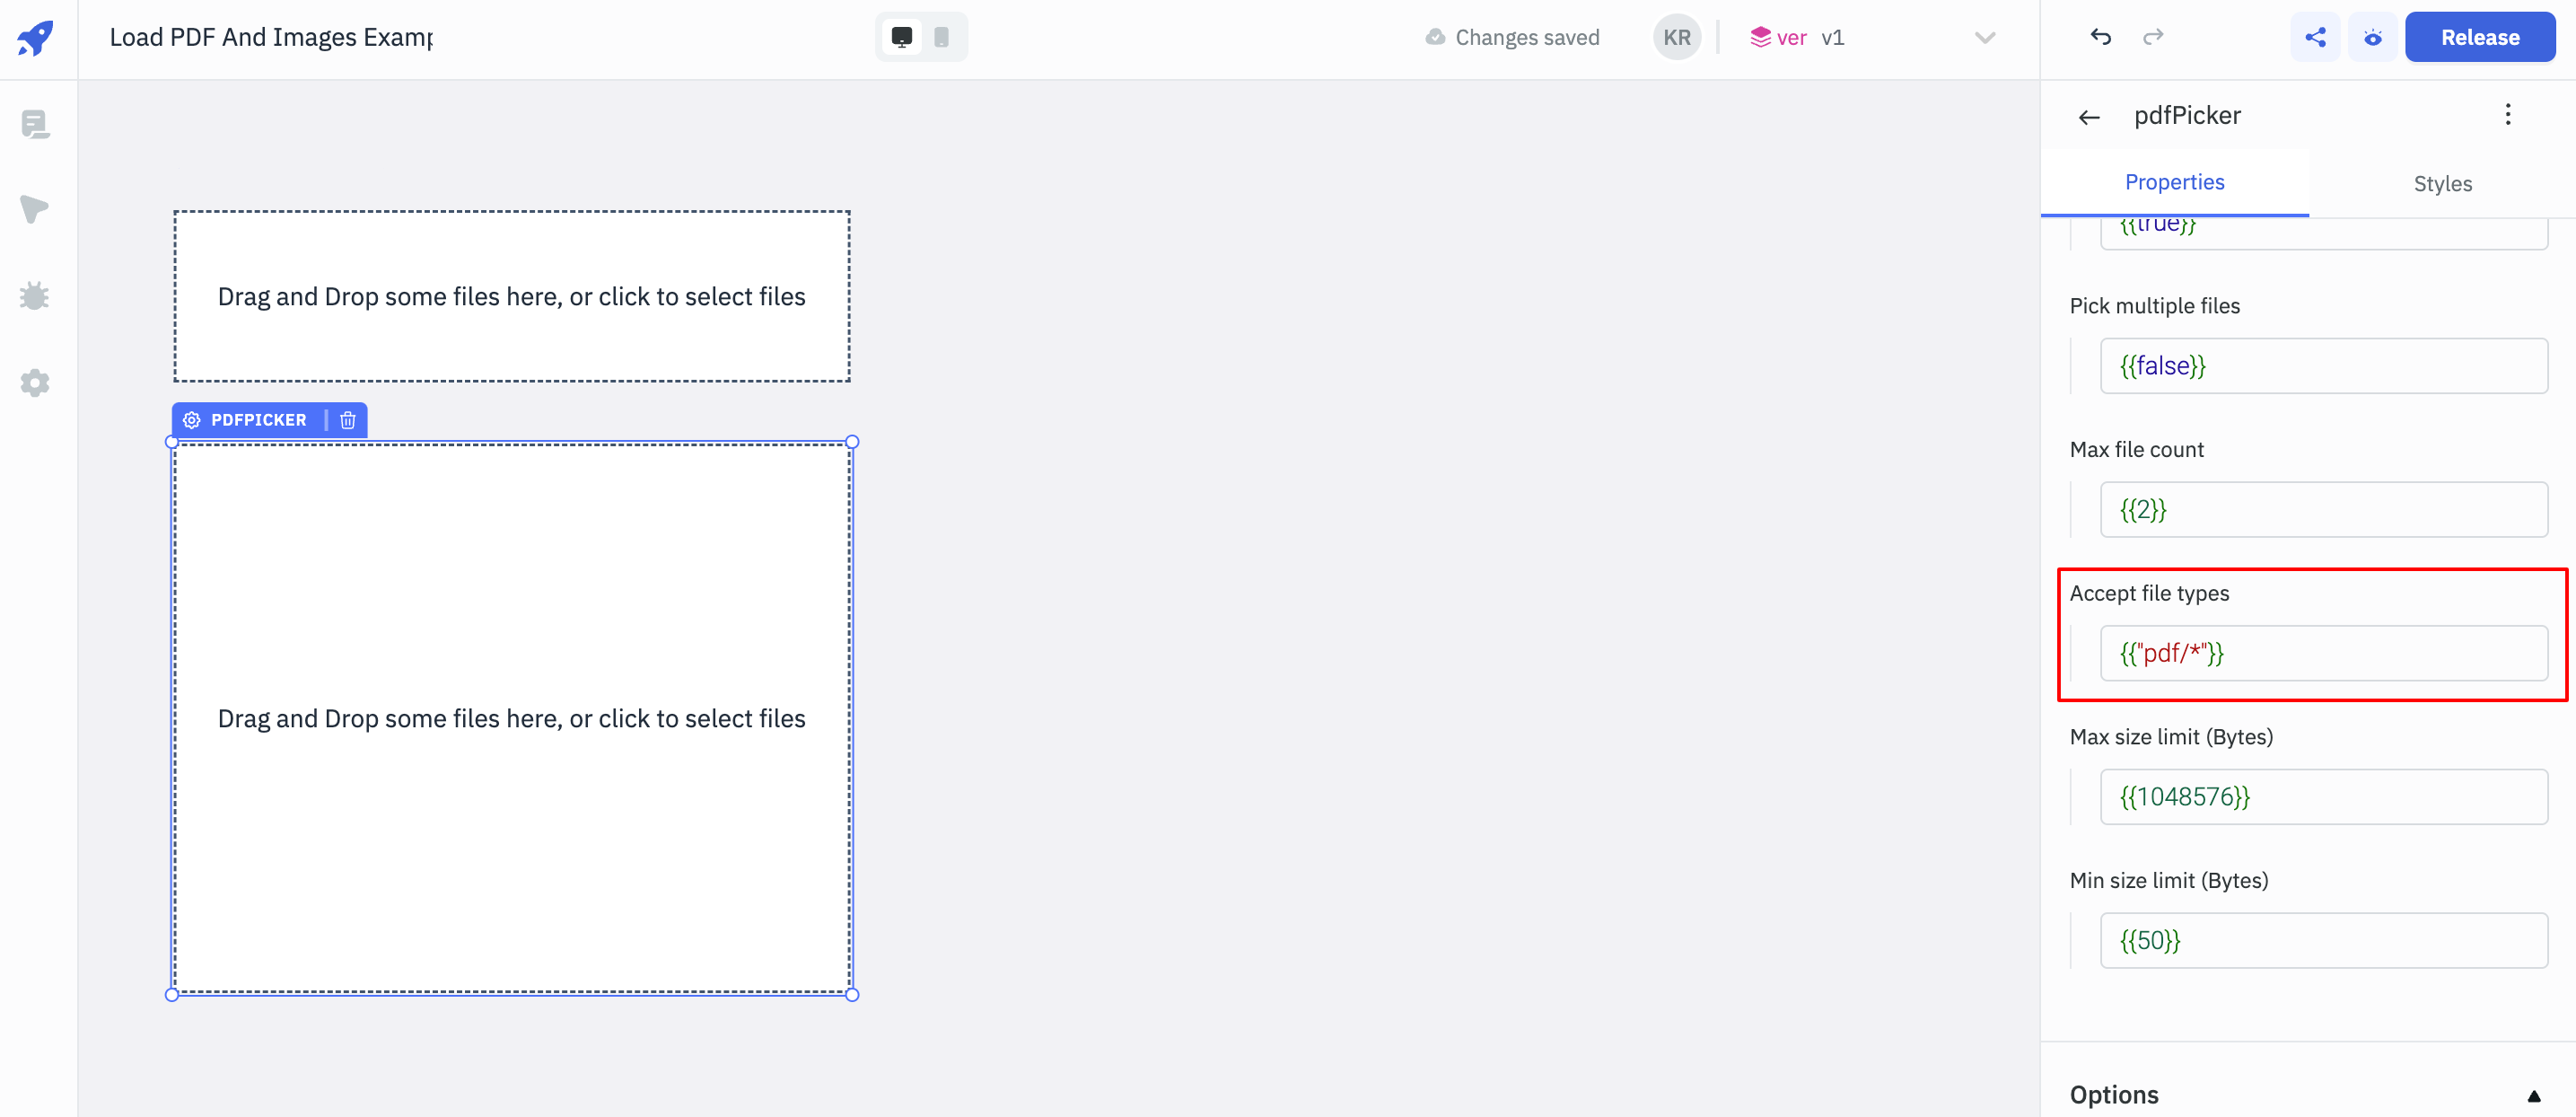 Load PDF And Images Examp
Changes saved
KR
ver v1
Release
pdfPicker
Properties
Styles
{{true}}
Pick multiple files
{{false}}
Max file count
{{2}}
Accept file types
{{"pdf/*"}}
Max size limit (Bytes)
{{1048576}}
Min size limit (Bytes)
{{50}}
Options
Drag and Drop some files here, or click to select files
PDFPICKER
Drag and Drop some files here, or click to select files